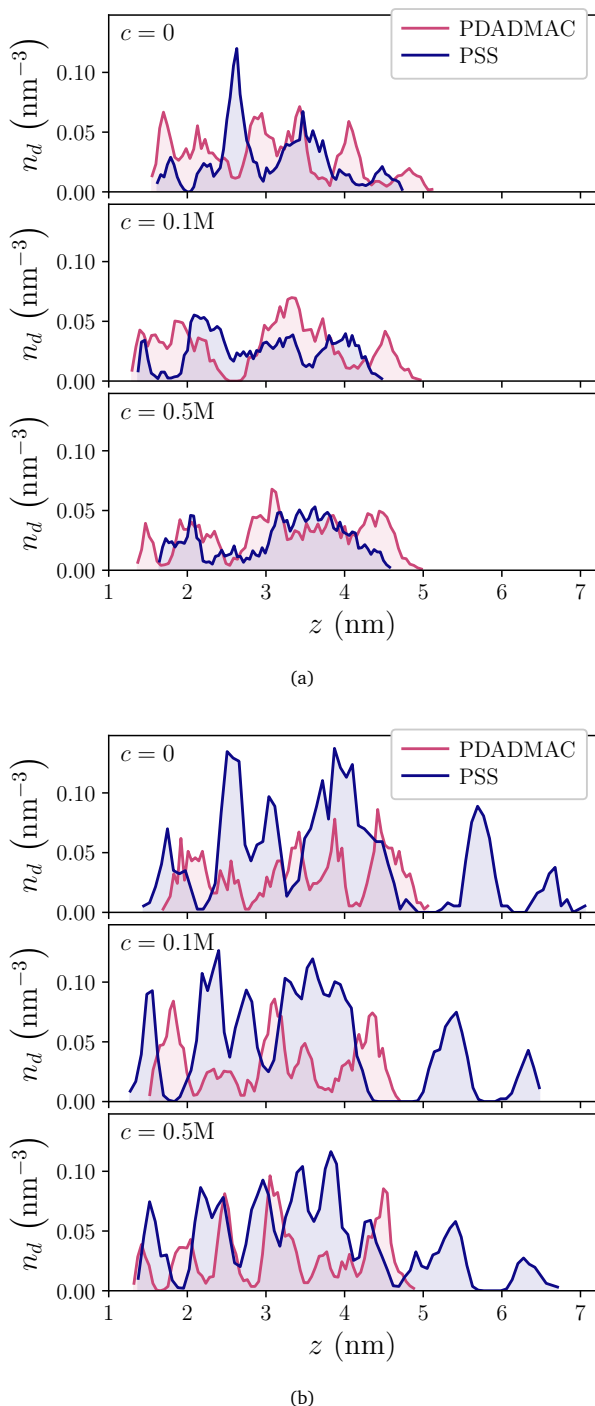 c = 0
PDADMAC
PSS
0.10
0.05
0.00
n_d (nm⁻³)
c = 0.1M
0.10
0.05
0.00
n_d (nm⁻³)
c = 0.5M
0.10
0.05
0.00
n_d (nm⁻³)
1 2 3 4 5 6 7
z (nm)
(a)
c = 0
PDADMAC
PSS
0.10
0.05
0.00
n_d (nm⁻³)
c = 0.1M
0.10
0.05
0.00
n_d (nm⁻³)
c = 0.5M
0.10
0.05
0.00
n_d (nm⁻³)
1 2 3 4 5 6 7
z (nm)
(b)